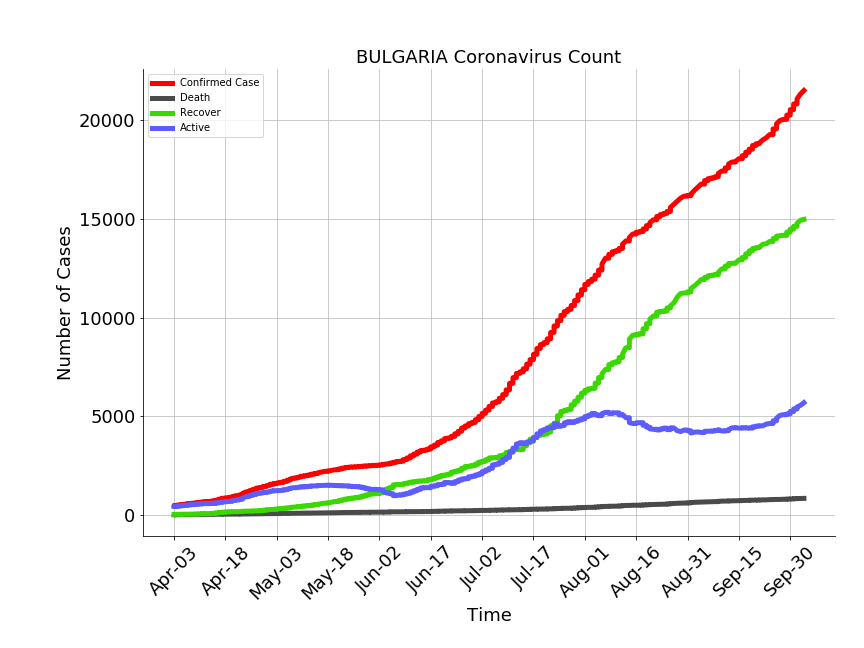 BULGARIA Coronavirus Count
Confirmed Case
Death
Recover
Active
Number of Cases
20000
15000
10000
5000
0
Apr-03
Apr-18
May-03
May-18
Jun-02
Jun-17
Jul-02
Jul-17
Aug-01
Aug-16
Aug-31
Sep-15
Sep-30
Time